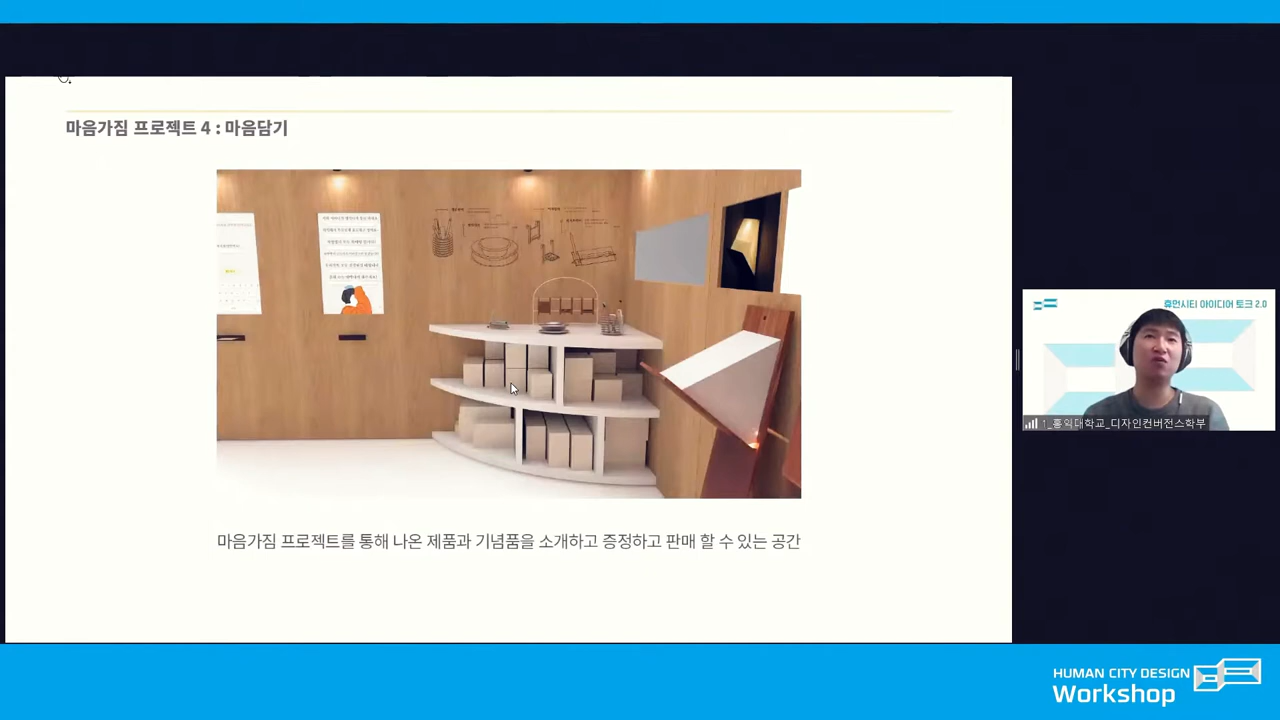 마음가짐 프로젝트 4 : 마음담기
마음가짐 프로젝트를 통해 나온 제품과 기념품을 소개하고 증정하고 판매 할 수 있는 공간
휴먼시티 아이디어 토크 2.0
1_홍익대학교_디자인컨버전스학부
HUMAN CITY DESIGN
Workshop